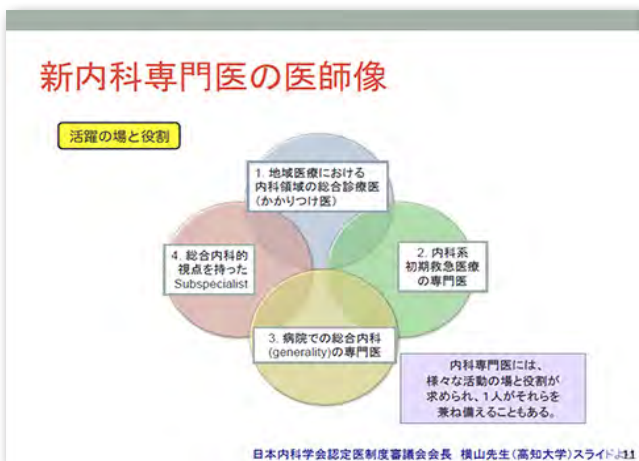 新内科専門医の医師像
活躍の場と役割
1. 地域医療における
内科領域の総合診療医
(かかりつけ医)
4. 総合内科的
視点を持った
Subspecialist
2. 内科系
初期救急医療
の専門医
3. 病院での総合内科
(generality)の専門医
内科専門医には、
様々な活動の場と役割が
求められ、1人がそれらを
兼ね備えることもある。
日本内科学会認定医制度審議会会長 横山先生(高知大学)スライドより
11